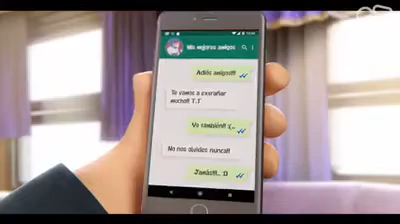 Mis mejores amigos
Adiós amigos!!!
Te vamos a extrañar
mucho!! T.T
Yo también!! :(,,
No nos olvides nunca!!
Jamás!!.. :D